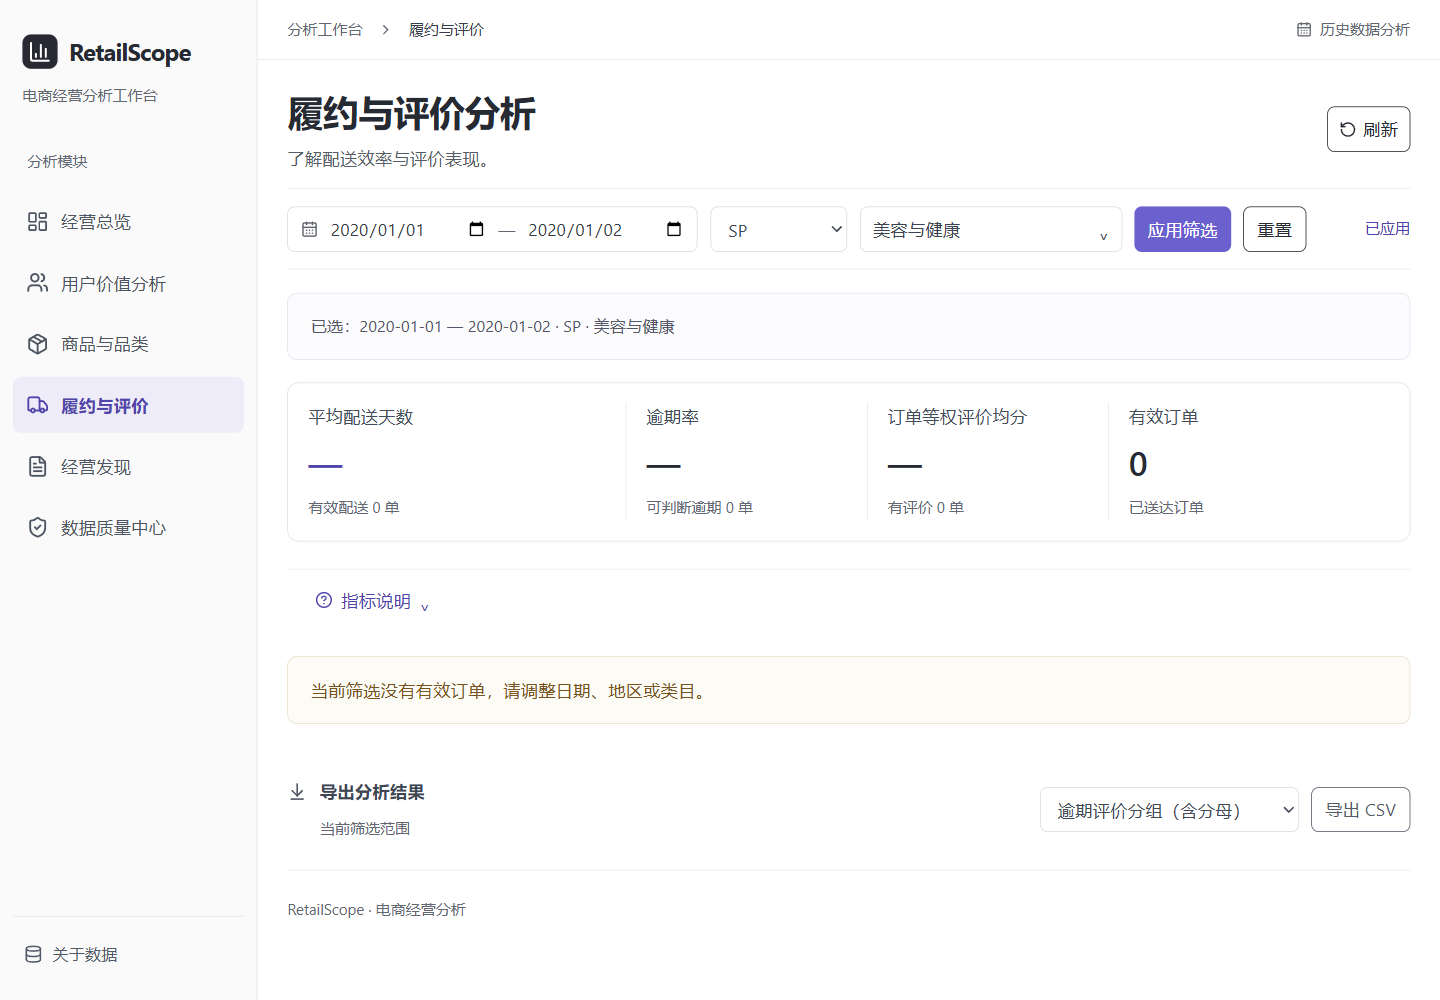 RetailScope
电商经营分析工作台
分析模块
经营总览
用户价值分析
商品与品类
履约与评价
经营发现
数据质量中心
关于数据
分析工作台 > 履约与评价
历史数据分析
履约与评价分析
了解配送效率与评价表现。
刷新
2020/01/01 — 2020/01/02
SP
美容与健康
应用筛选
重置
已应用
已选：2020-01-01 — 2020-01-02 · SP · 美容与健康
平均配送天数
—
有效配送 0 单
逾期率
—
可判断逾期 0 单
订单等权评价均分
—
有评价 0 单
有效订单
0
已送达订单
指标说明
当前筛选没有有效订单，请调整日期、地区或类目。
导出分析结果
当前筛选范围
逾期评价分组（含分母）
导出 CSV
RetailScope · 电商经营分析